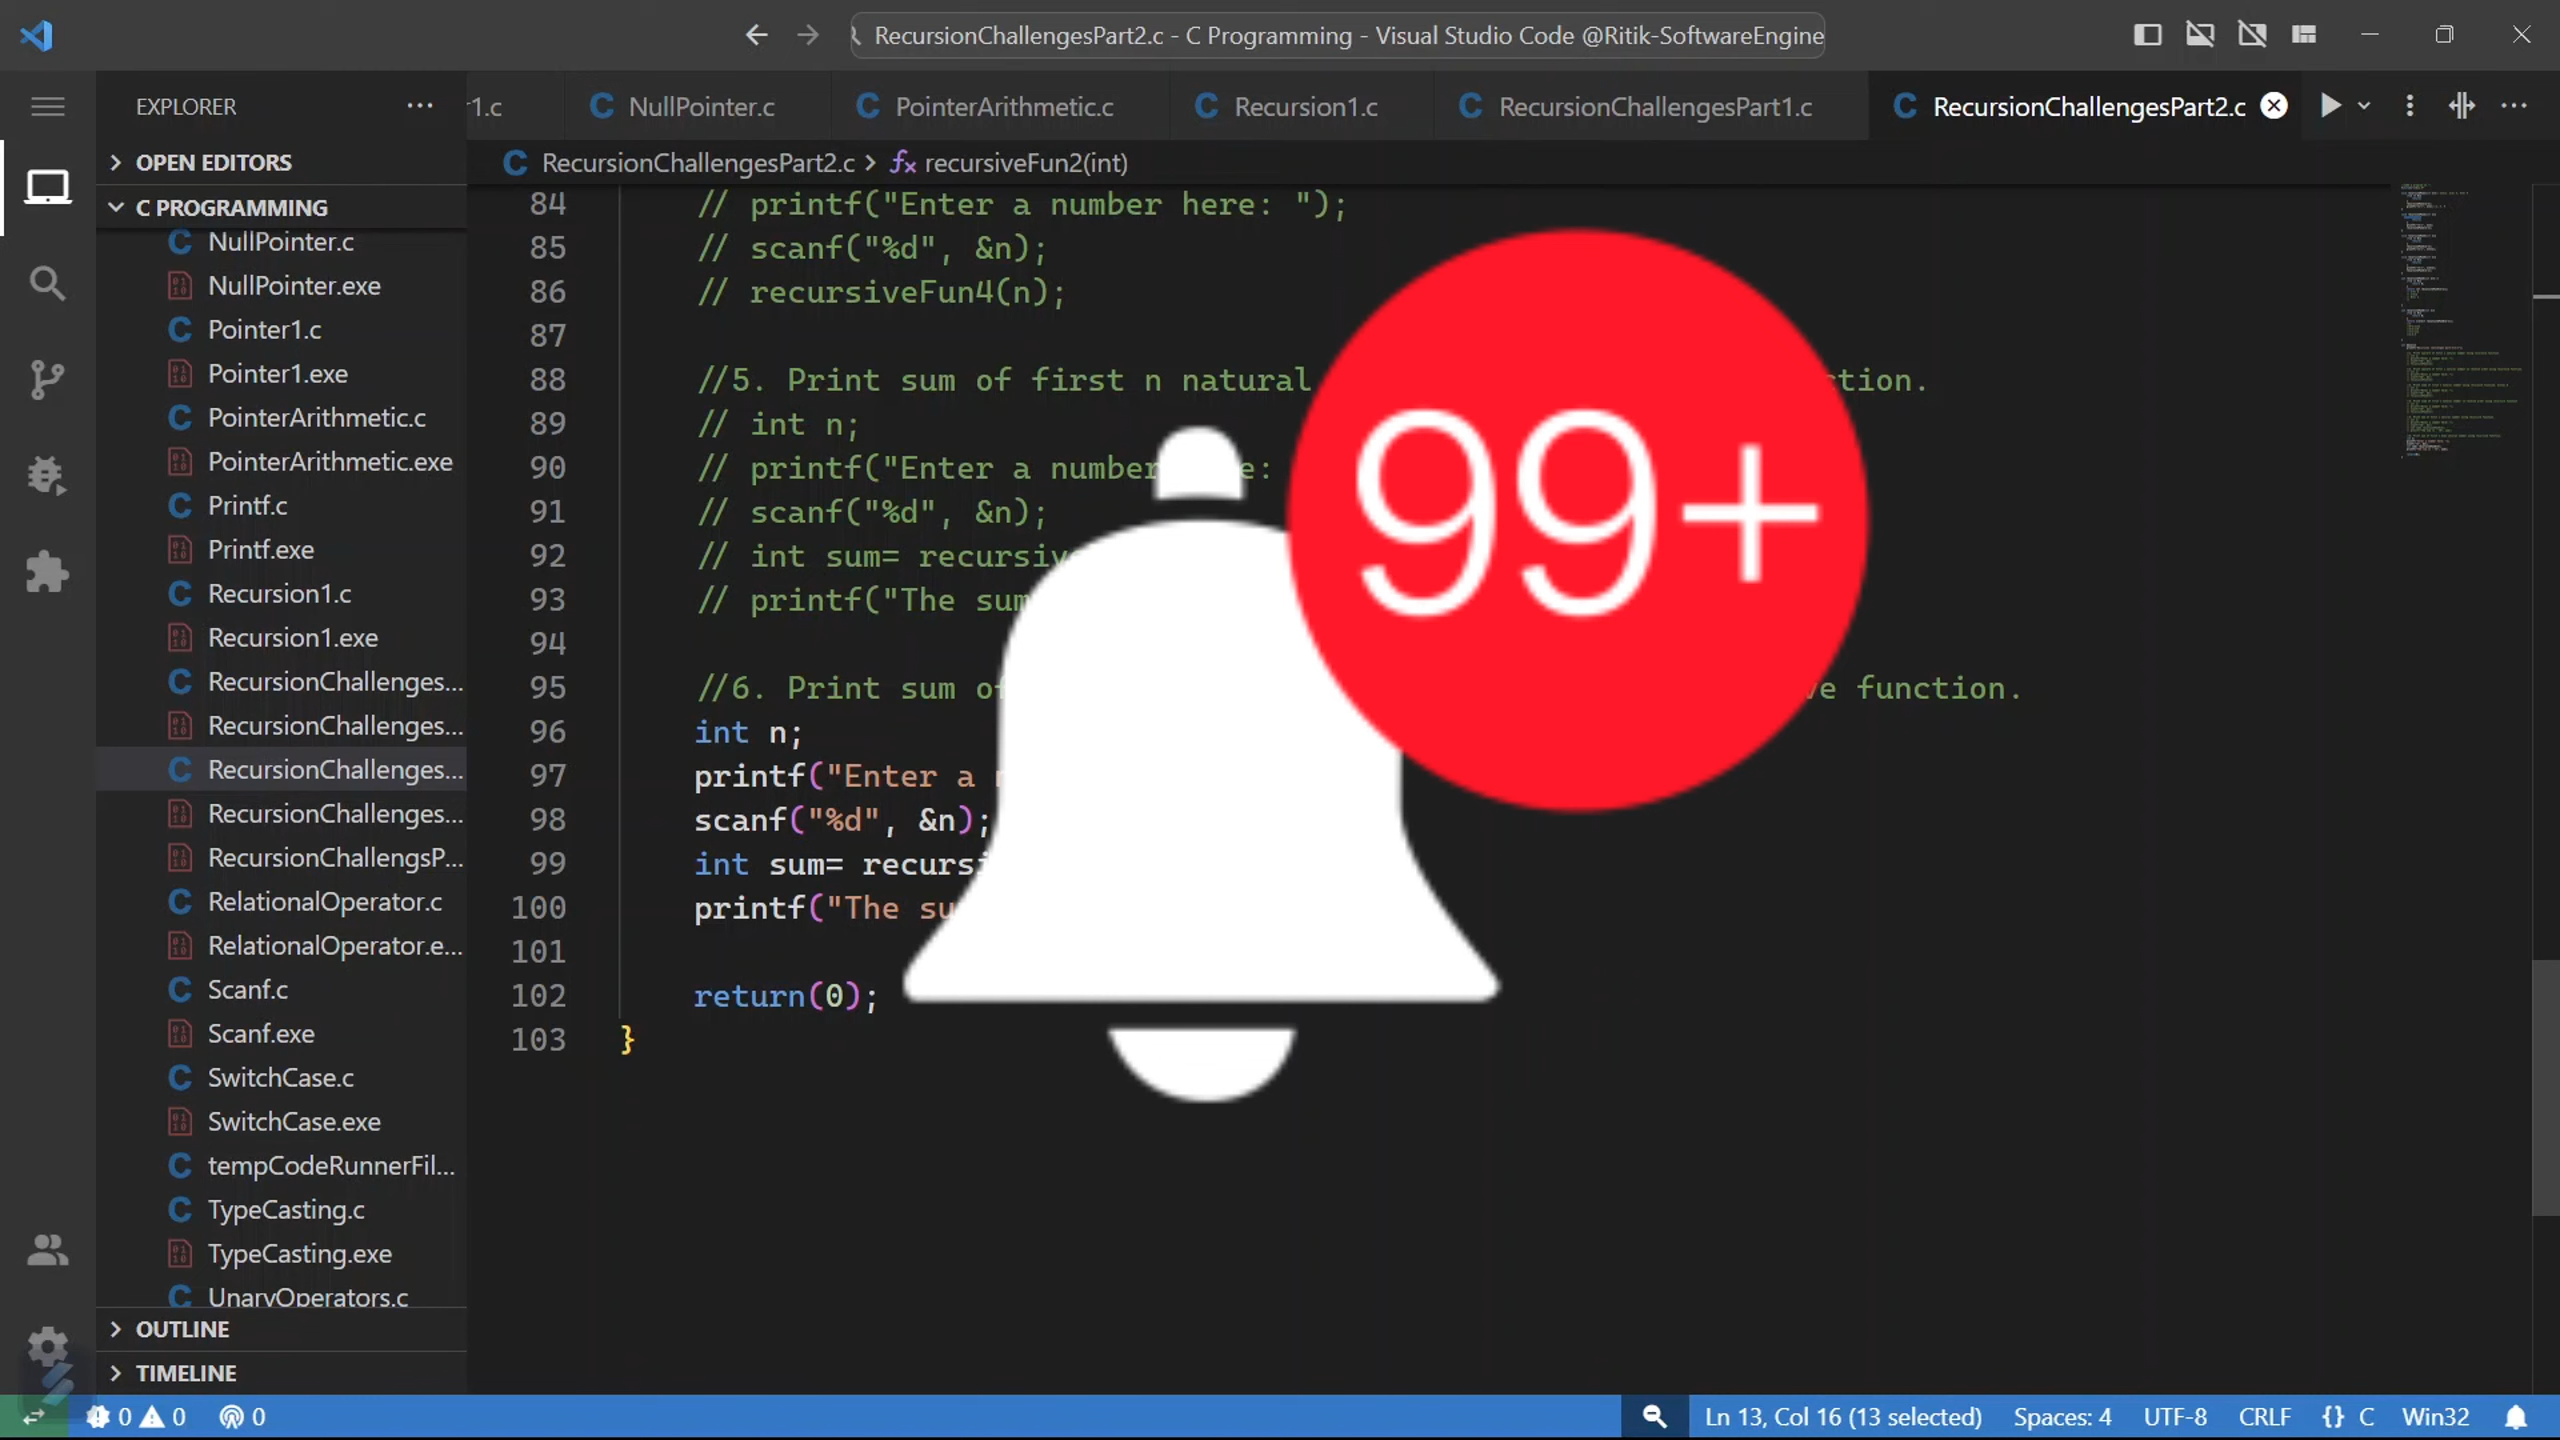 RecursionChallengesPart2.c - C Programming - Visual Studio Code @Ritik-SoftwareEngine
EXPLORER
r1.c
NullPointer.c
PointerArithmetic.c
Recursion1.c
RecursionChallengesPart1.c
RecursionChallengesPart2.c
OPEN EDITORS
RecursionChallengesPart2.c > recursiveFun2(int)
C PROGRAMMING
NullPointer.c
NullPointer.exe
Pointer1.c
Pointer1.exe
PointerArithmetic.c
PointerArithmetic.exe
Printf.c
Printf.exe
Recursion1.c
Recursion1.exe
RecursionChallenges...
RecursionChallenges...
RecursionChallenges...
RecursionChallenges...
RecursionChallengsP...
RelationalOperator.c
RelationalOperator.e...
Scanf.c
Scanf.exe
SwitchCase.c
SwitchCase.exe
tempCodeRunnerFil...
TypeCasting.c
TypeCasting.exe
UnaryOperators.c
OUTLINE
TIMELINE
84 // printf("Enter a number here: ");
85 // scanf("%d", &n);
86 // recursiveFun4(n);
87
88 //5. Print sum of first n natural ction.
89 // int n;
90 // printf("Enter a number e:
91 // scanf("%d", &n);
92 // int sum= recursiv
93 // printf("The sum
94
95 //6. Print sum of ve function.
96 int n;
97 printf("Enter a
98 scanf("%d", &n);
99 int sum= recursi
100 printf("The su
101
102 return(0);
103 }
99+
0 0 0
Ln 13, Col 16 (13 selected) Spaces: 4 UTF-8 CRLF {} C Win32